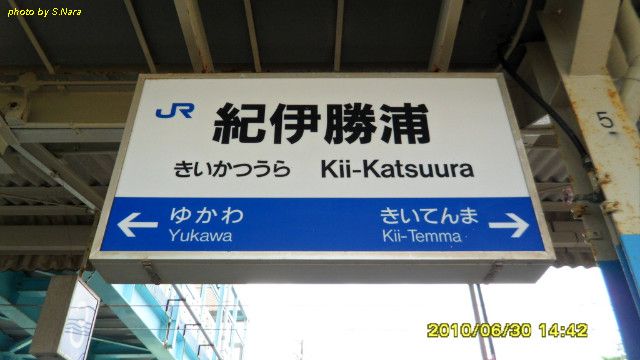 photo by S.Nara
JR 紀伊勝浦
きいかつうら Kii-Katsuura
← ゆかわ きいてんま →
Yukawa Kii-Temma
5
2010/06/30 14:42